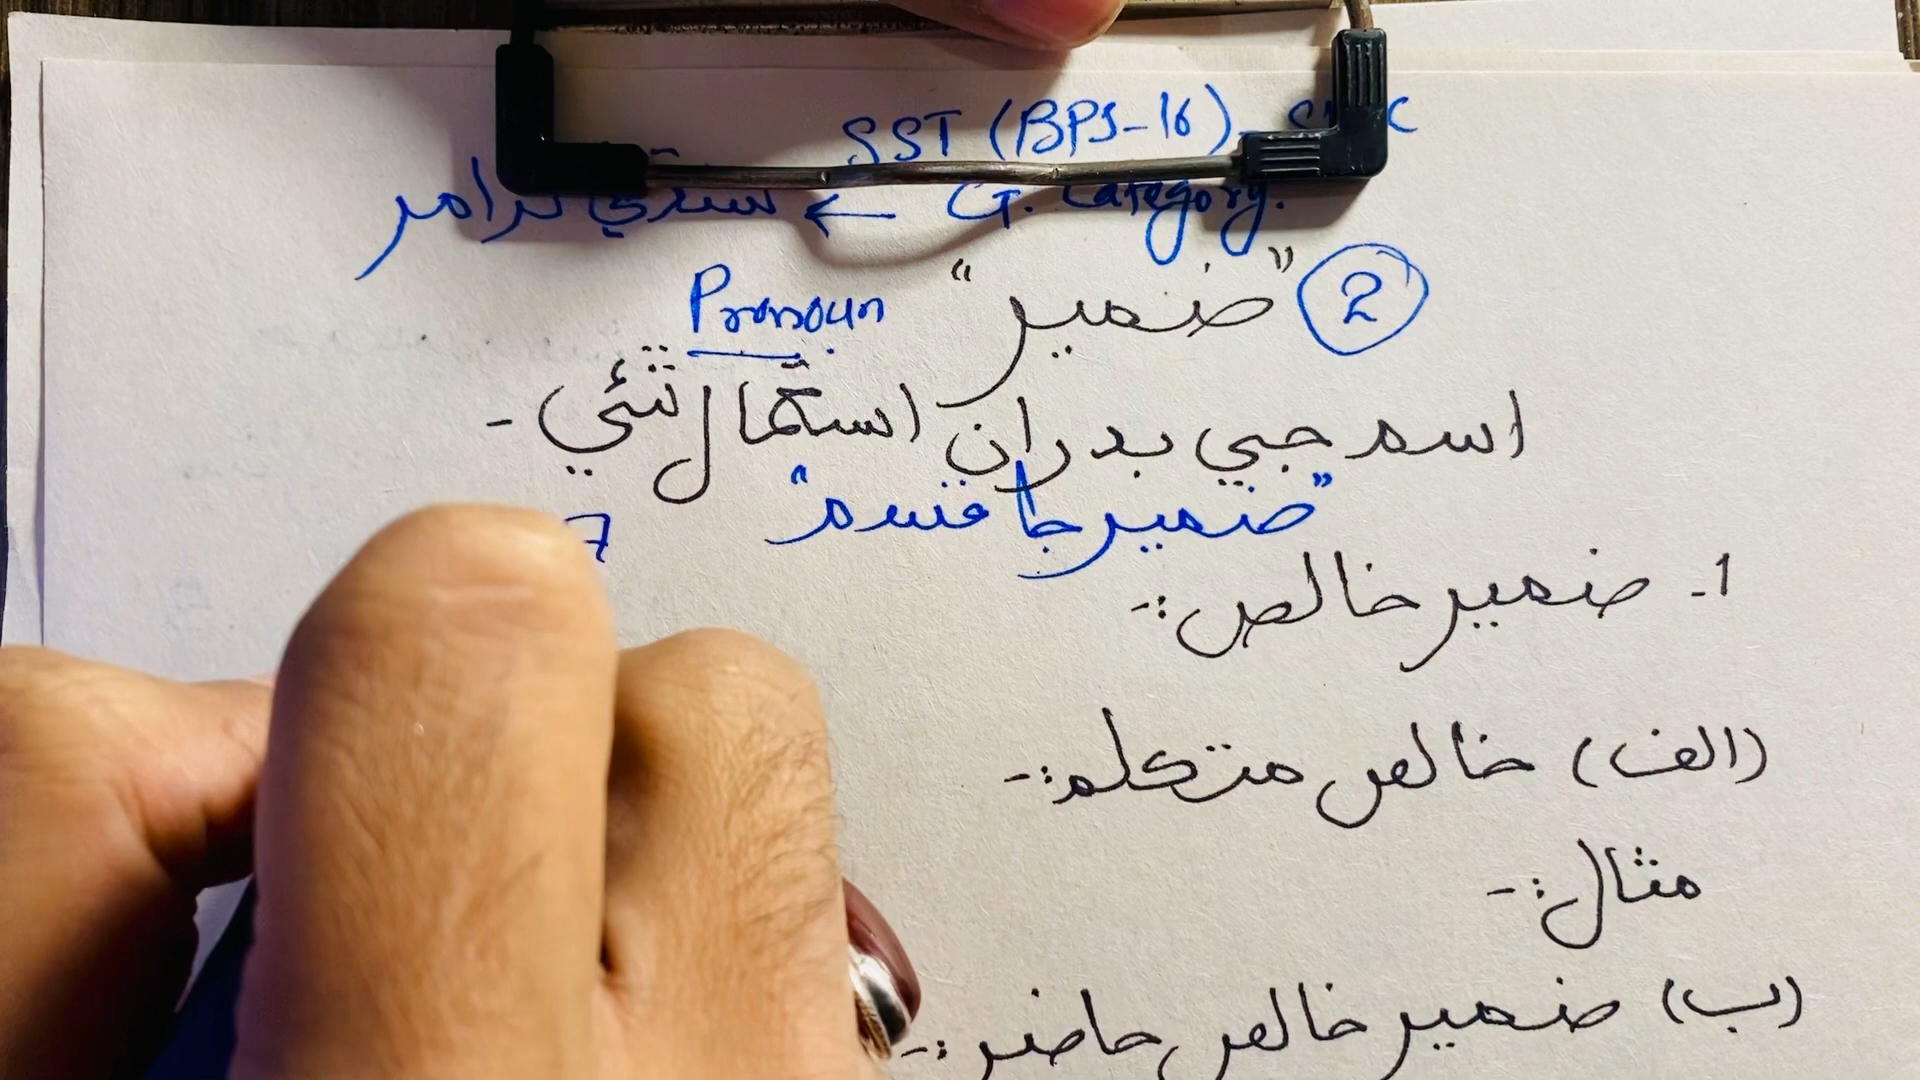 SST (BPS-16)
G. Category. ← سنڌي گرامر
② "ضمير" Pronoun
اسم جي بدران استعمال ٿئي -
"ضمير جا قسم" 7
1- ضمير خالص:-
(الف) خالص متڪلم:-
مثال:-
(ب) ضمير خالص حاضر:-